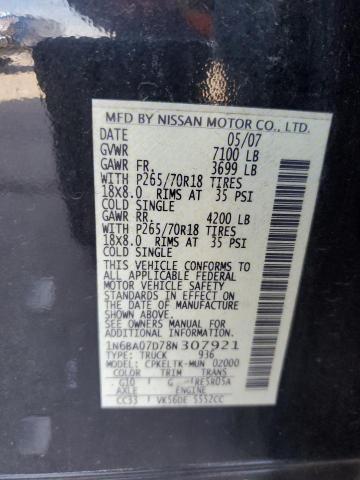 MFD BY NISSAN MOTOR CO., LTD.
DATE 05/07
GVWR 7100 LB
GAWR FR. 3699 LB
WITH P265/70R18 TIRES
18X8.0 RIMS AT 35 PSI
COLD SINGLE
GAWR RR. 4200 LB
WITH P265/70R18 TIRES
18X8.0 RIMS AT 35 PSI
COLD SINGLE
THIS VEHICLE CONFORMS TO
ALL APPLICABLE FEDERAL
MOTOR VEHICLE SAFETY
STANDARDS IN EFFECT ON THE
DATE OF MANUFACTURE SHOWN ABOVE.
SEE OWNERS MANUAL FOR
ADDITIONAL INFORMATION.
1N6BA07D78N307921
TYPE: TRUCK 936
MODEL: CPKELTK-MUN 02000
COLOR TRIM TRANS
G10 G RE5R05A
AXLE ENGINE
CC33 VK56DE 5552CC